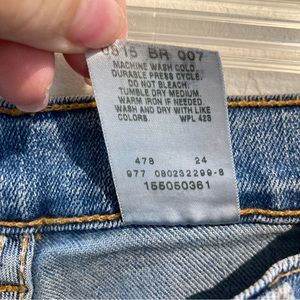 0615 BR 007
MACHINE WASH COLD.
DURABLE PRESS CYCLE.
DO NOT BLEACH.
TUMBLE DRY MEDIUM.
WARM IRON IF NEEDED.
WASH AND DRY WITH LIKE
COLORS. WPL 423
478 24
977 080232299-8
155050361